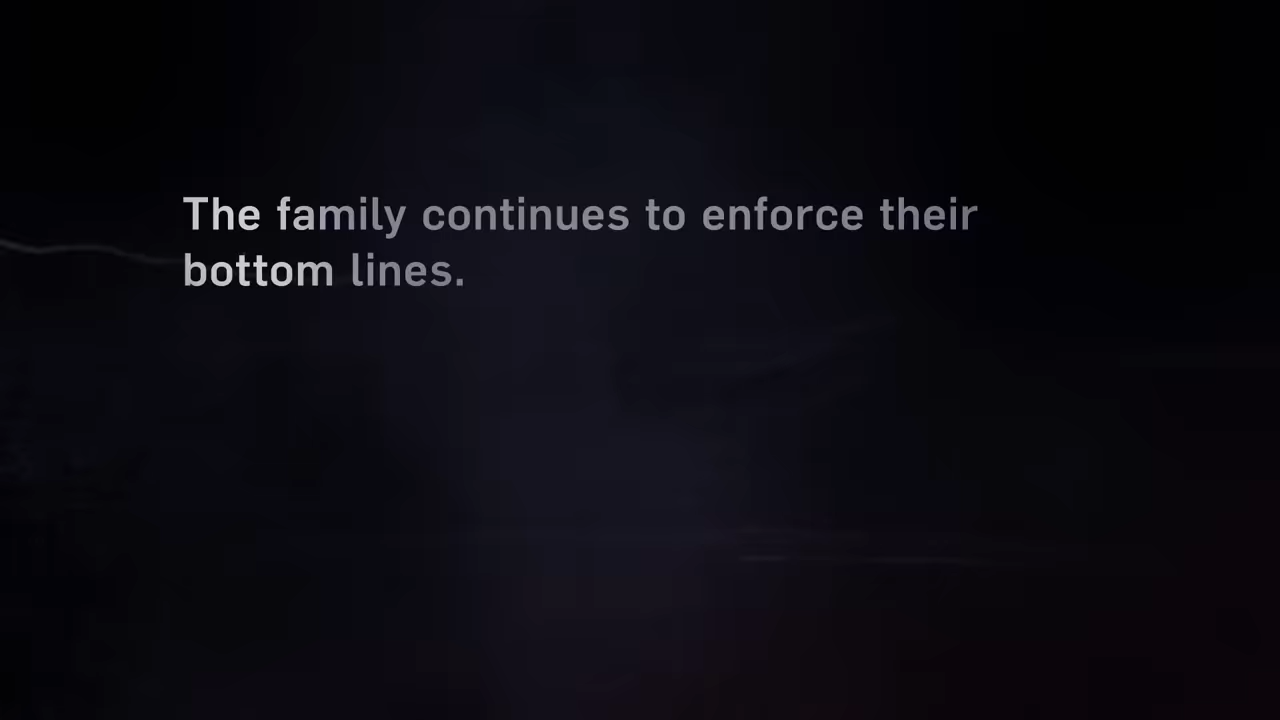 The family continues to enforce their
bottom lines.